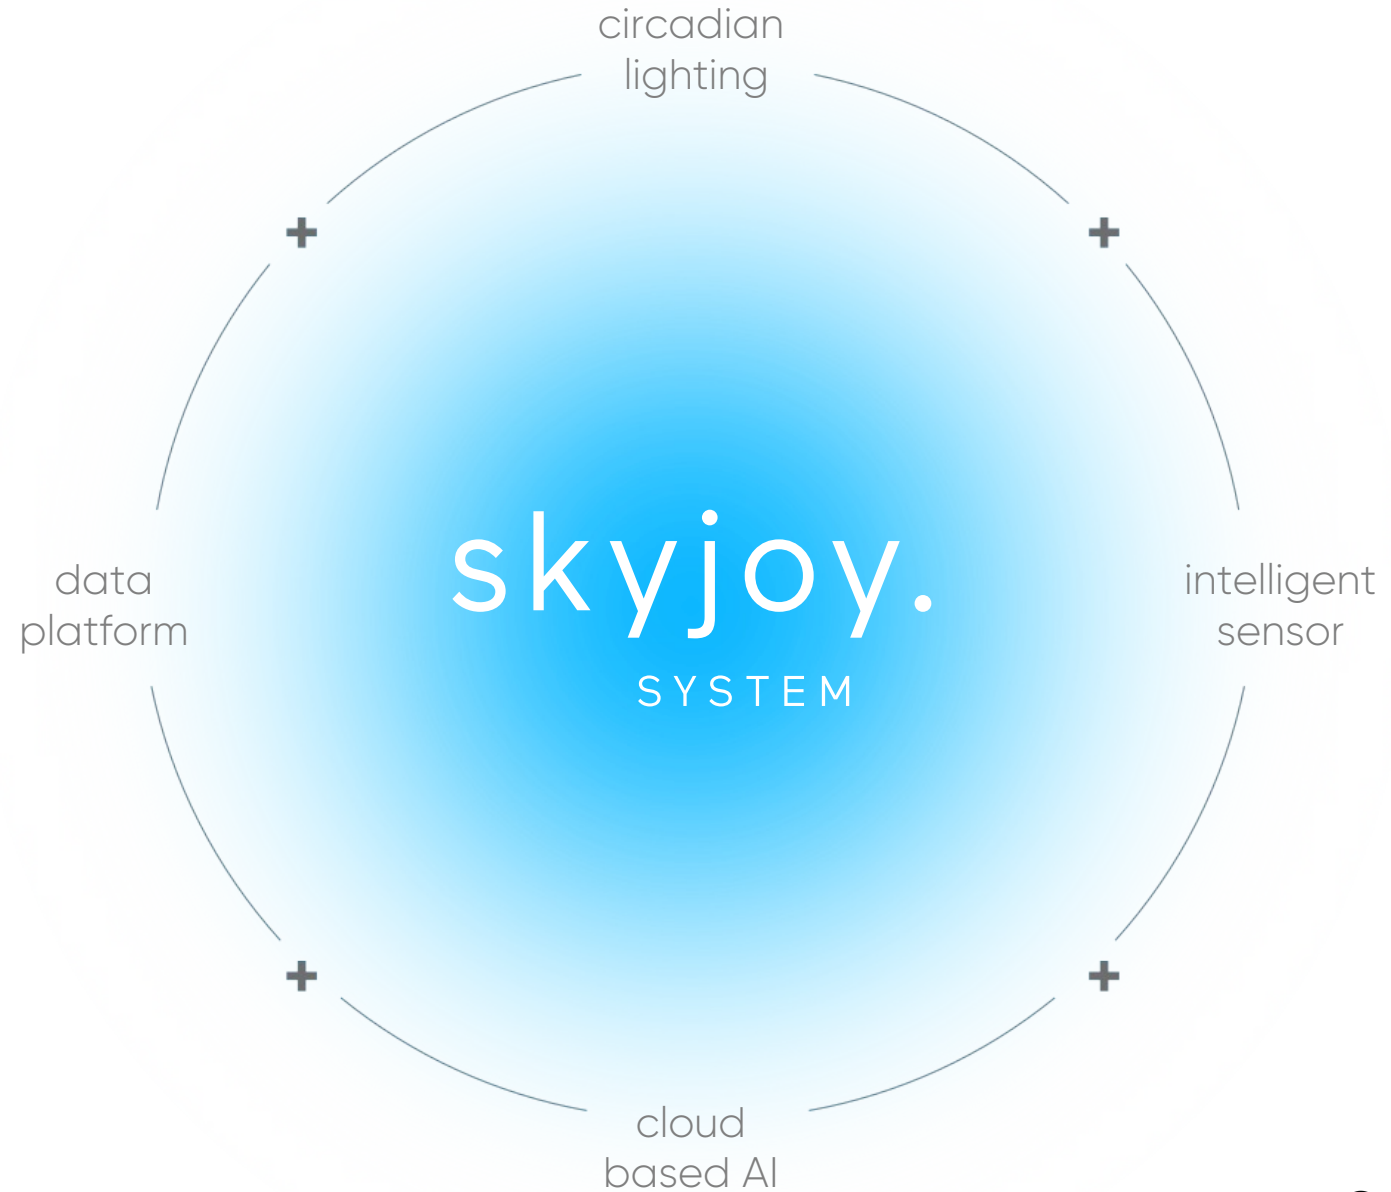 circadian
lighting
data
platform
skyjoy.
SYSTEM
intelligent
sensor
cloud
based AI